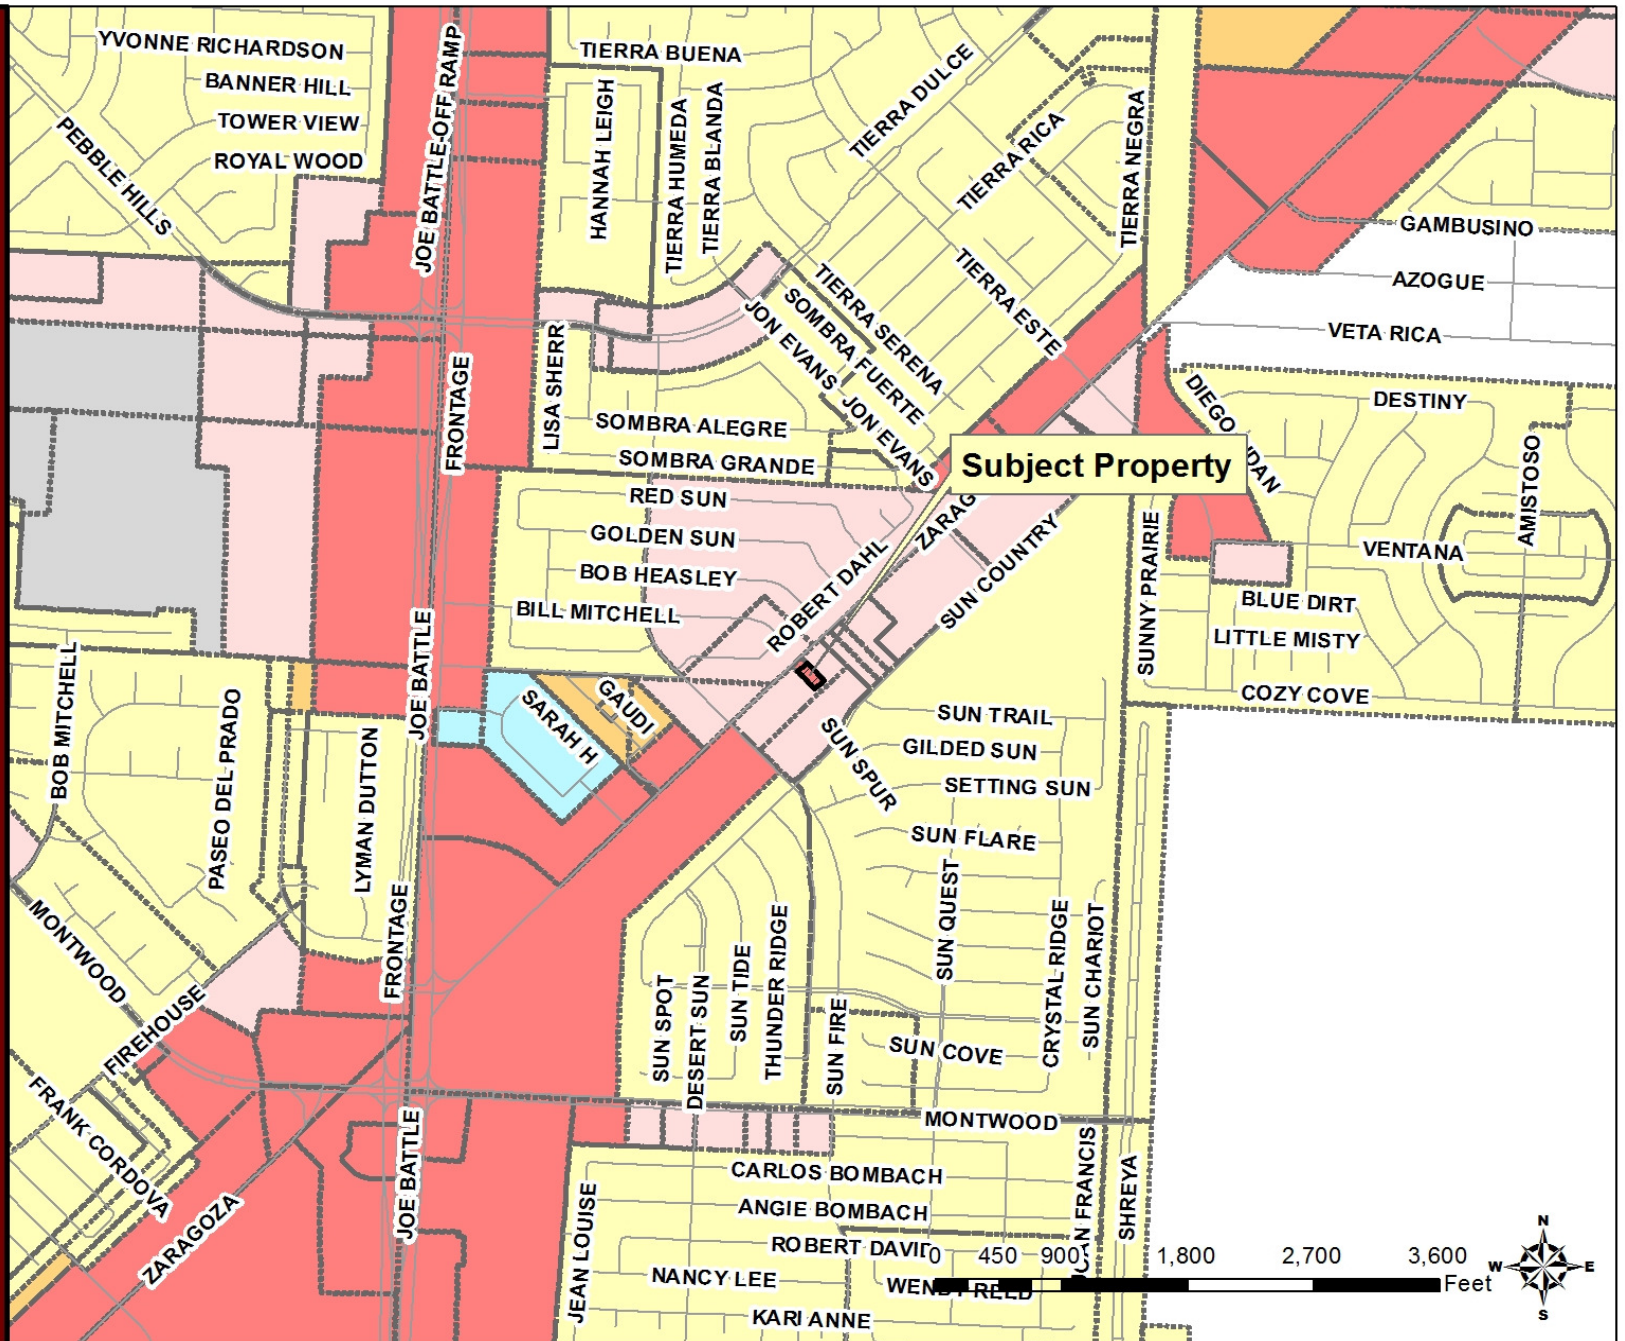 YVONNE RICHARDSON
BANNER HILL
TOWER VIEW
ROYAL WOOD
PEBBLE HILLS
JOE BATTLE-OFF RAMP
TIERRA BUENA
HANNAH LEIGH
TIERRA HUMEDA
TIERRA BLANDA
TIERRA DULCE
TIERRA RICA
TIERRA NEGRA
GAMBUSINO
AZOGUE
VETA RICA
TIERRA ESTE
TIERRA SERENA
SOMBRA FUERTE
JON EVANS
JON EVANS
LISA SHERR
FRONTAGE
SOMBRA ALEGRE
SOMBRA GRANDE
DIEGO
DESTINY
AMISTOSO
Subject Property
RED SUN
GOLDEN SUN
BOB HEASLEY
BILL MITCHELL
ROBERT DAHL
ZARAG
SUN COUNTRY
SUNNY PRAIRIE
VENTANA
BLUE DIRT
LITTLE MISTY
COZY COVE
BOB MITCHELL
PASEO DEL PRADO
LYMAN DUTTON
JOE BATTLE
FRONTAGE
SARAH H
GAUDI
SUN SPUR
SUN TRAIL
GILDED SUN
SETTING SUN
SUN FLARE
SUN QUEST
CRYSTAL RIDGE
SUN CHARIOT
MONTWOOD
FIREHOUSE
FRANK CORDOVA
ZARAGOZA
JOE BATTLE
SUN SPOT
DESERT SUN
SUN TIDE
THUNDER RIDGE
SUN FIRE
SUN COVE
MONTWOOD
CARLOS BOMBACH
ANGIE BOMBACH
ROBERT DAVID
NANCY LEE
KARI ANNE
JEAN LOUISE
FRANCIS
SHREYA
0 450 900 1,800 2,700 3,600
Feet
N
W E
S